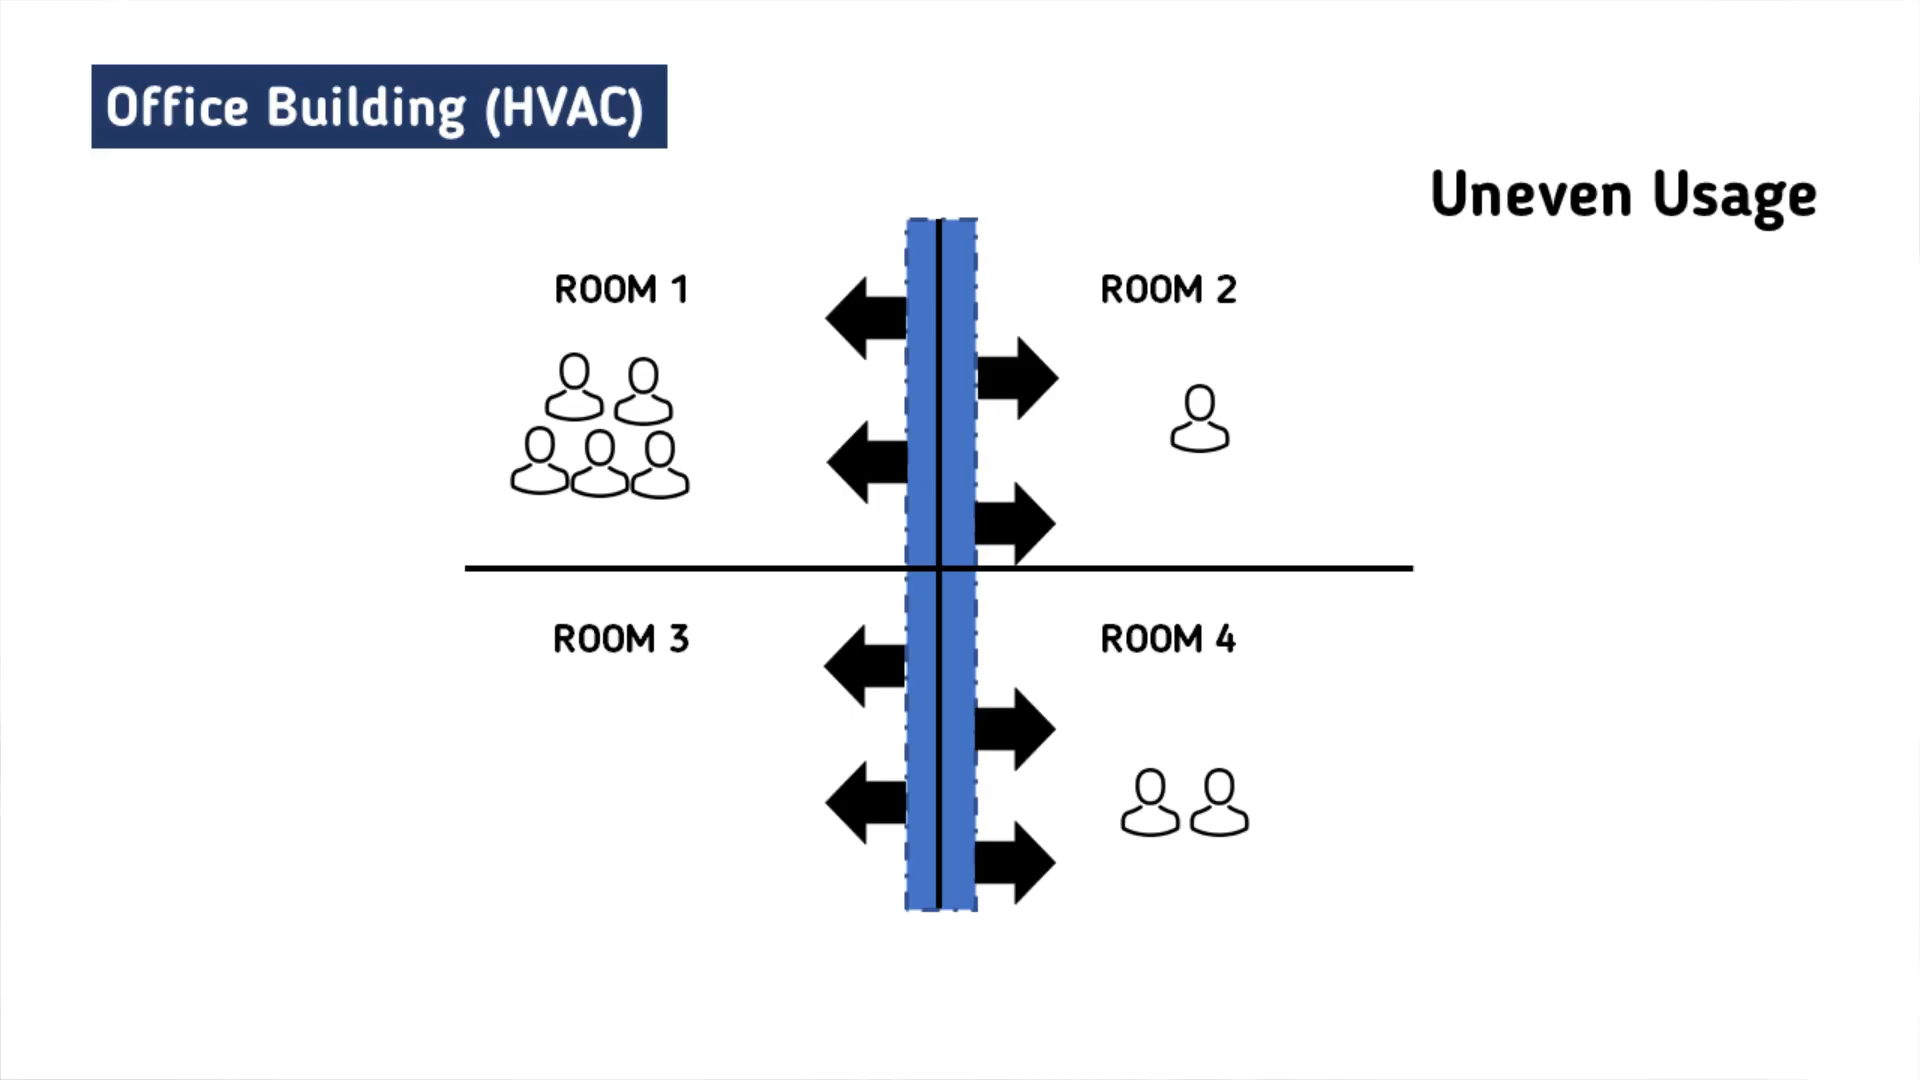 Office Building (HVAC)
Uneven Usage
ROOM 1
ROOM 2
ROOM 3
ROOM 4